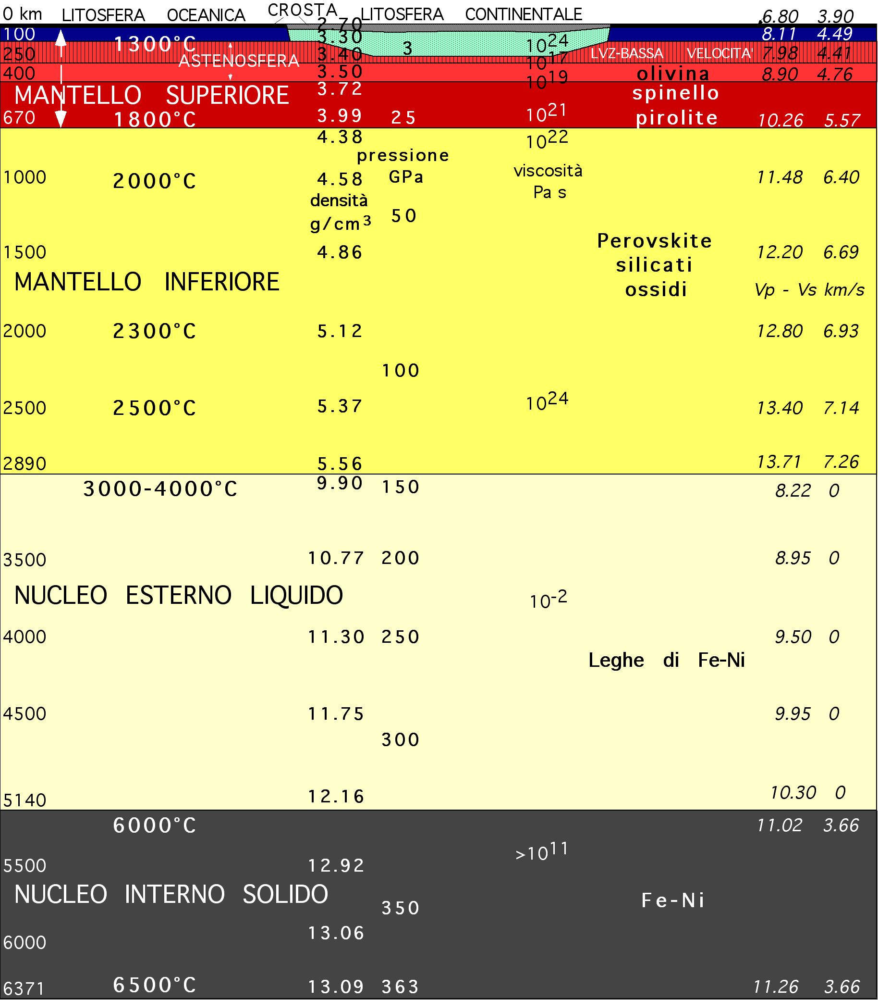 0 km LITOSFERA OCEANICA CROSTA LITOSFERA CONTINENTALE 6.80 3.90
2.70
100 1300°C 3.30 10²⁴ 8.11 4.49
250 3.40 3 10¹⁷ LVZ-BASSA VELOCITA' 7.98 4.41
ASTENOSFERA
400 3.50 10¹⁹ olivina 8.90 4.76
MANTELLO SUPERIORE 3.72 spinello
670 1800°C 3.99 25 10²¹ pirolite 10.26 5.57
4.38 10²²
pressione
1000 2000°C 4.58 GPa viscosità 11.48 6.40
Pa s
densità
g/cm³ 50
1500 4.86 Perovskite 12.20 6.69
silicati
MANTELLO INFERIORE ossidi Vp - Vs km/s
2000 2300°C 5.12 12.80 6.93
100
2500 2500°C 5.37 10²⁴ 13.40 7.14
2890 5.56 13.71 7.26
3000-4000°C 9.90 150 8.22 0
3500 10.77 200 8.95 0
NUCLEO ESTERNO LIQUIDO 10⁻²
4000 11.30 250 9.50 0
Leghe di Fe-Ni
4500 11.75 9.95 0
300
5140 12.16 10.30 0
6000°C 11.02 3.66
>10¹¹
5500 12.92
NUCLEO INTERNO SOLIDO Fe-Ni
350
6000 13.06
6371 6500°C 13.09 363 11.26 3.66